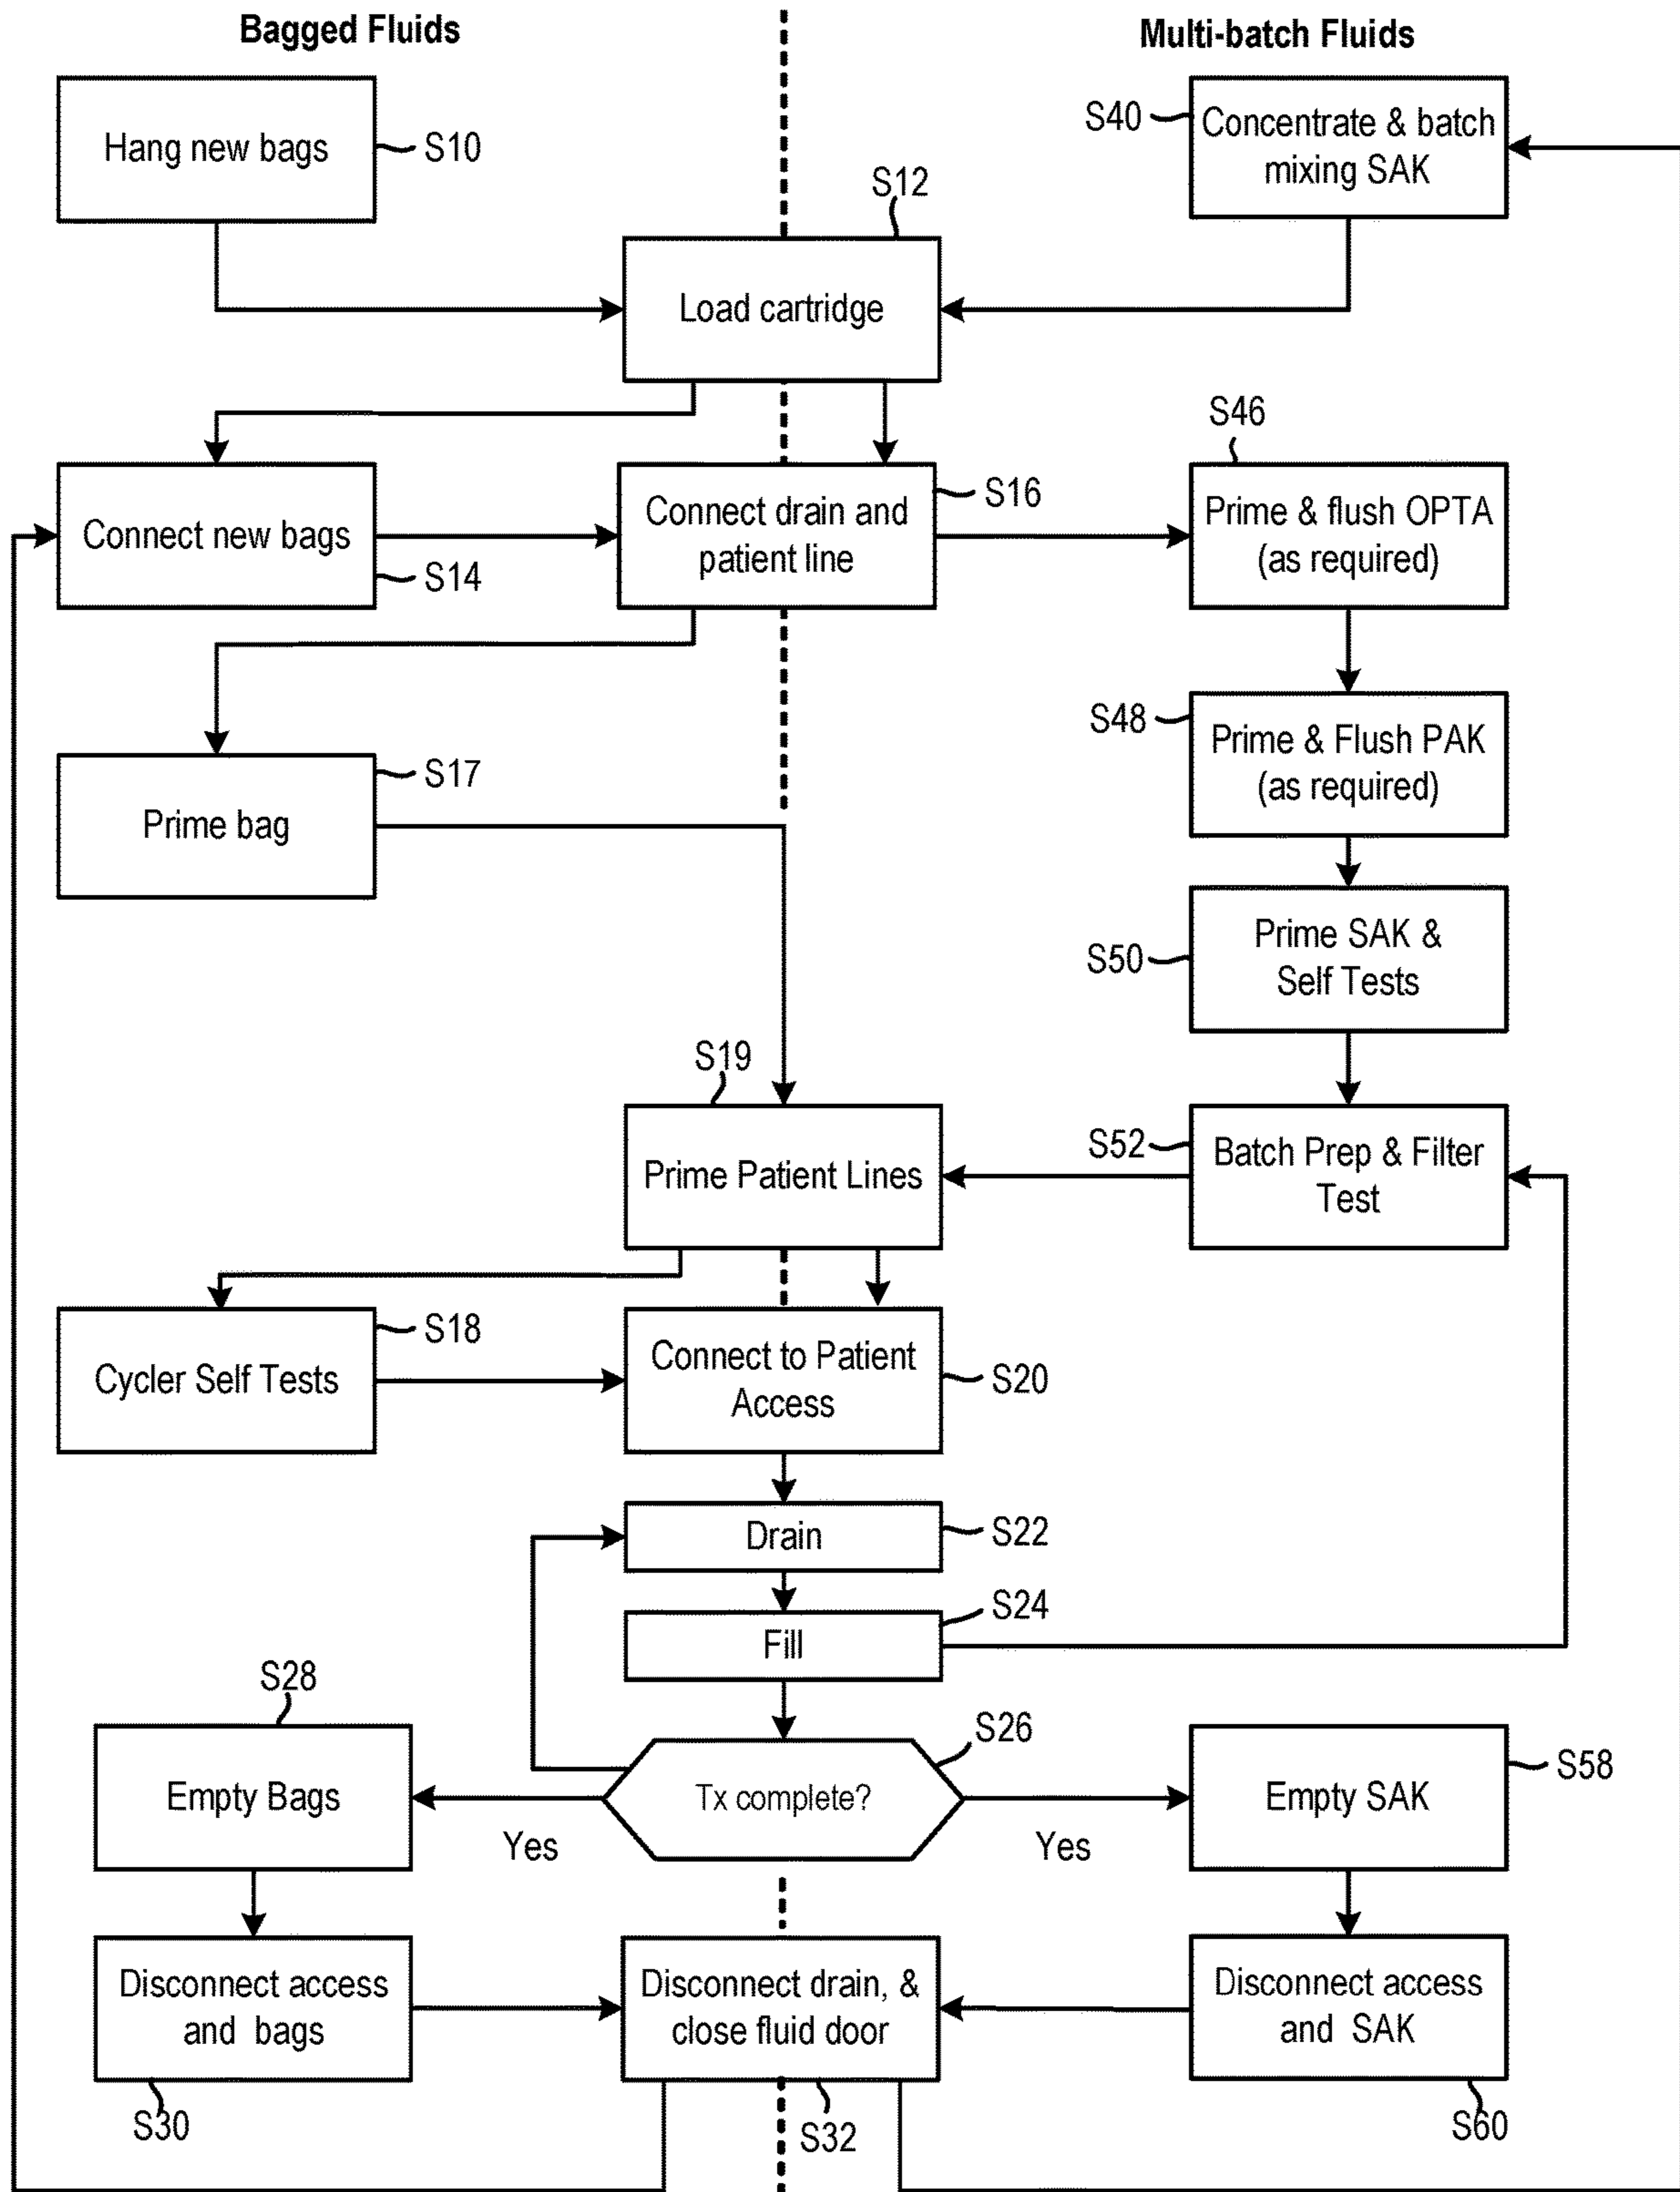 Bagged Fluids
Multi-batch Fluids
Hang new bags
S10
S40
Concentrate & batch
mixing SAK
S12
Load cartridge
S46
Connect new bags
S14
Connect drain and
patient line
S16
Prime & flush OPTA
(as required)
S48
Prime & Flush PAK
(as required)
S17
Prime bag
S50
Prime SAK &
Self Tests
S19
Prime Patient Lines
S52
Batch Prep & Filter
Test
S18
Cycler Self Tests
Connect to Patient
Access
S20
Drain
S22
Fill
S24
S28
Empty Bags
S26
Tx complete?
Yes
Yes
Empty SAK
S58
Disconnect access
and bags
S30
Disconnect drain, &
close fluid door
S32
Disconnect access
and SAK
S60